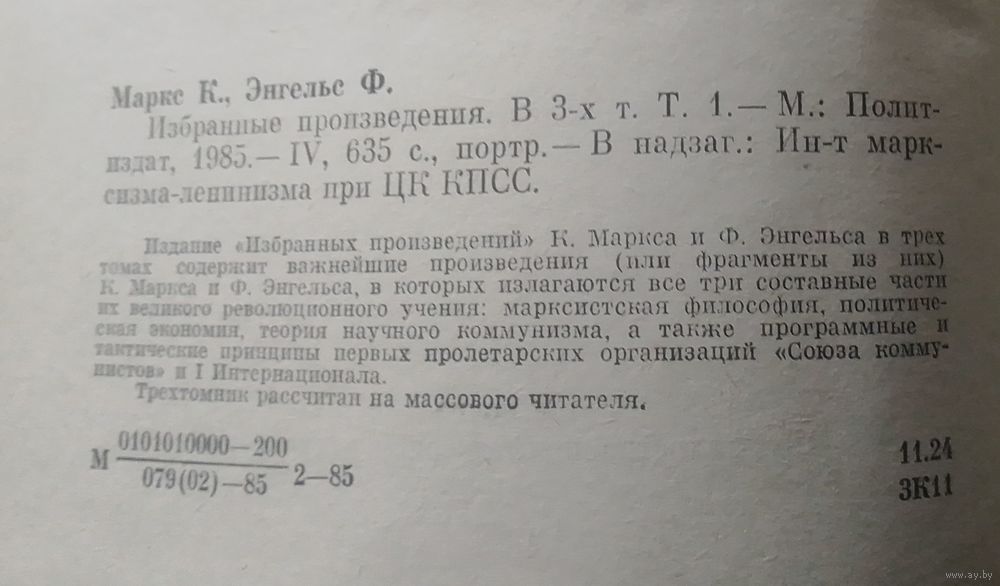 Маркс К., Энгельс Ф.
Избранные произведения. В 3-х т. Т. 1.— М.: Полит-
издат, 1985.— IV, 635 с., портр.— В надзаг.: Ин-т марк-
сизма-ленинизма при ЦК КПСС.
Издание «Избранных произведений» К. Маркса и Ф. Энгельса в трех
томах содержит важнейшие произведения (или фрагменты из них)
К. Маркса и Ф. Энгельса, в которых излагаются все три составные части
их великого революционного учения: марксистская философия, политиче-
ская экономия, теория научного коммунизма, а также программные и
тактические принципы первых пролетарских организаций «Союза комму-
нистов» и I Интернационала.
Трехтомник рассчитан на массового читателя.
М 0101010000—200
079(02)—85 2—85
11.24
3К11
www.ay.by